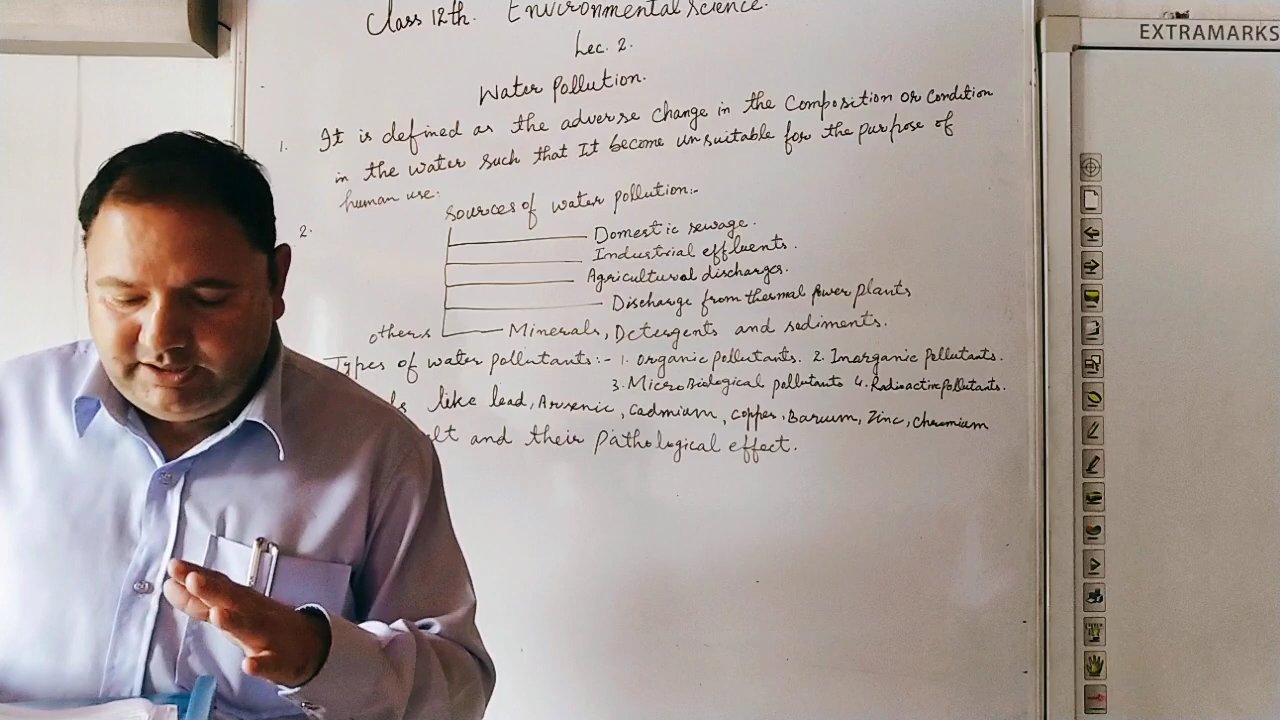 Class 12th. Environmental Science.
Lec. 2.
Water Pollution.
1. It is defined as the adverse change in the Composition or Condition
in the water such that It become unsuitable for the purpose of
human use.
2. Sources of water pollution:-
Domestic sewage.
Industrial effluents.
Agricultural discharges.
Discharge from thermal power plants
others Minerals, Detergents and sediments.
Types of water pollutants:- 1. Organic pollutants. 2. Inorganic Pollutants.
3. MicroBiological pollutants 4. Radioactive pollutants.
like lead, Arsenic, Cadmium, Copper, Barium, Zinc, Chromium
and their Pathological effect.
EXTRAMARKS